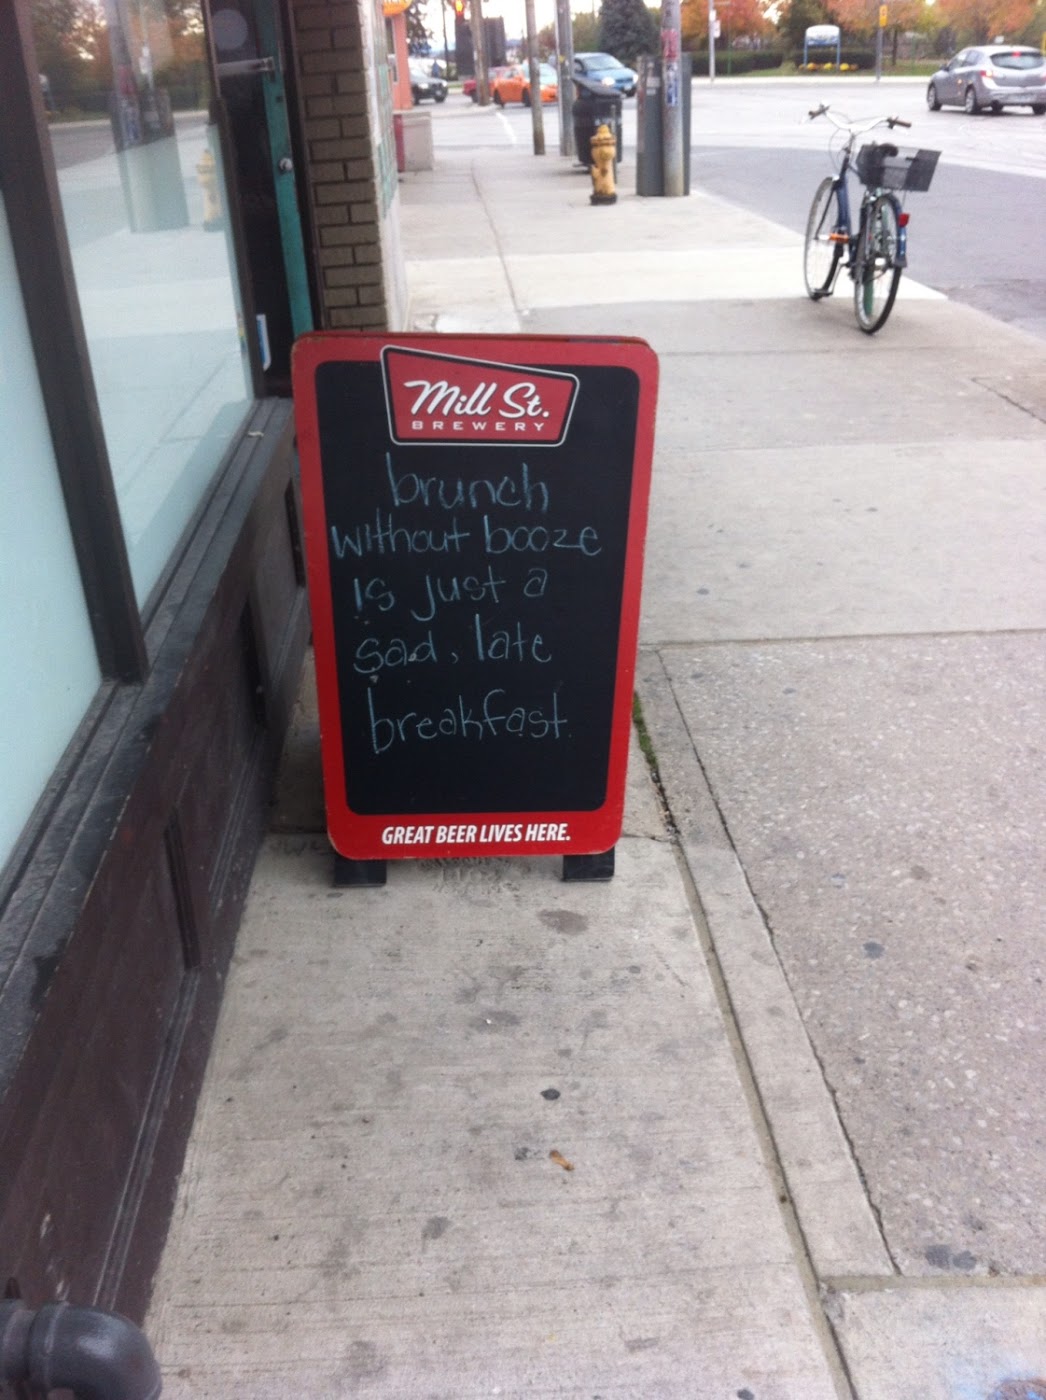 Mill St.
BREWERY
brunch
without booze
is just a
sad, late
breakfast.
GREAT BEER LIVES HERE.